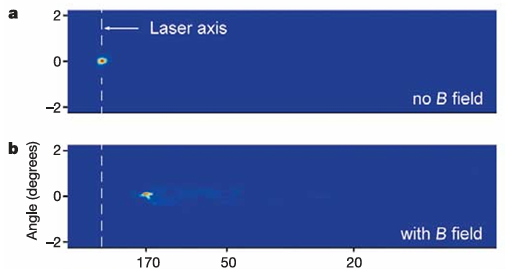 a
2
0
−2
Laser axis
no B field
b
2
0
−2
Angle (degrees)
with B field
170 50 20